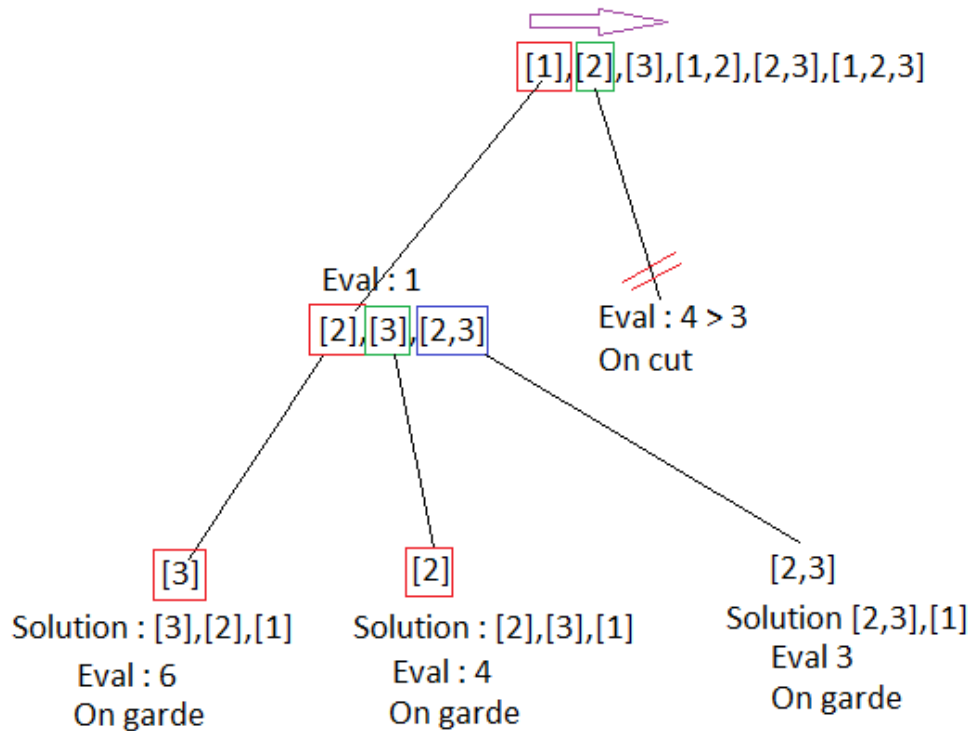 [1],[2],[3],[1,2],[2,3],[1,2,3]
Eval : 1
[2],[3],[2,3]
Eval : 4 > 3
On cut
[3]
Solution : [3],[2],[1]
Eval : 6
On garde
[2]
Solution : [2],[3],[1]
Eval : 4
On garde
[2,3]
Solution [2,3],[1]
Eval 3
On garde